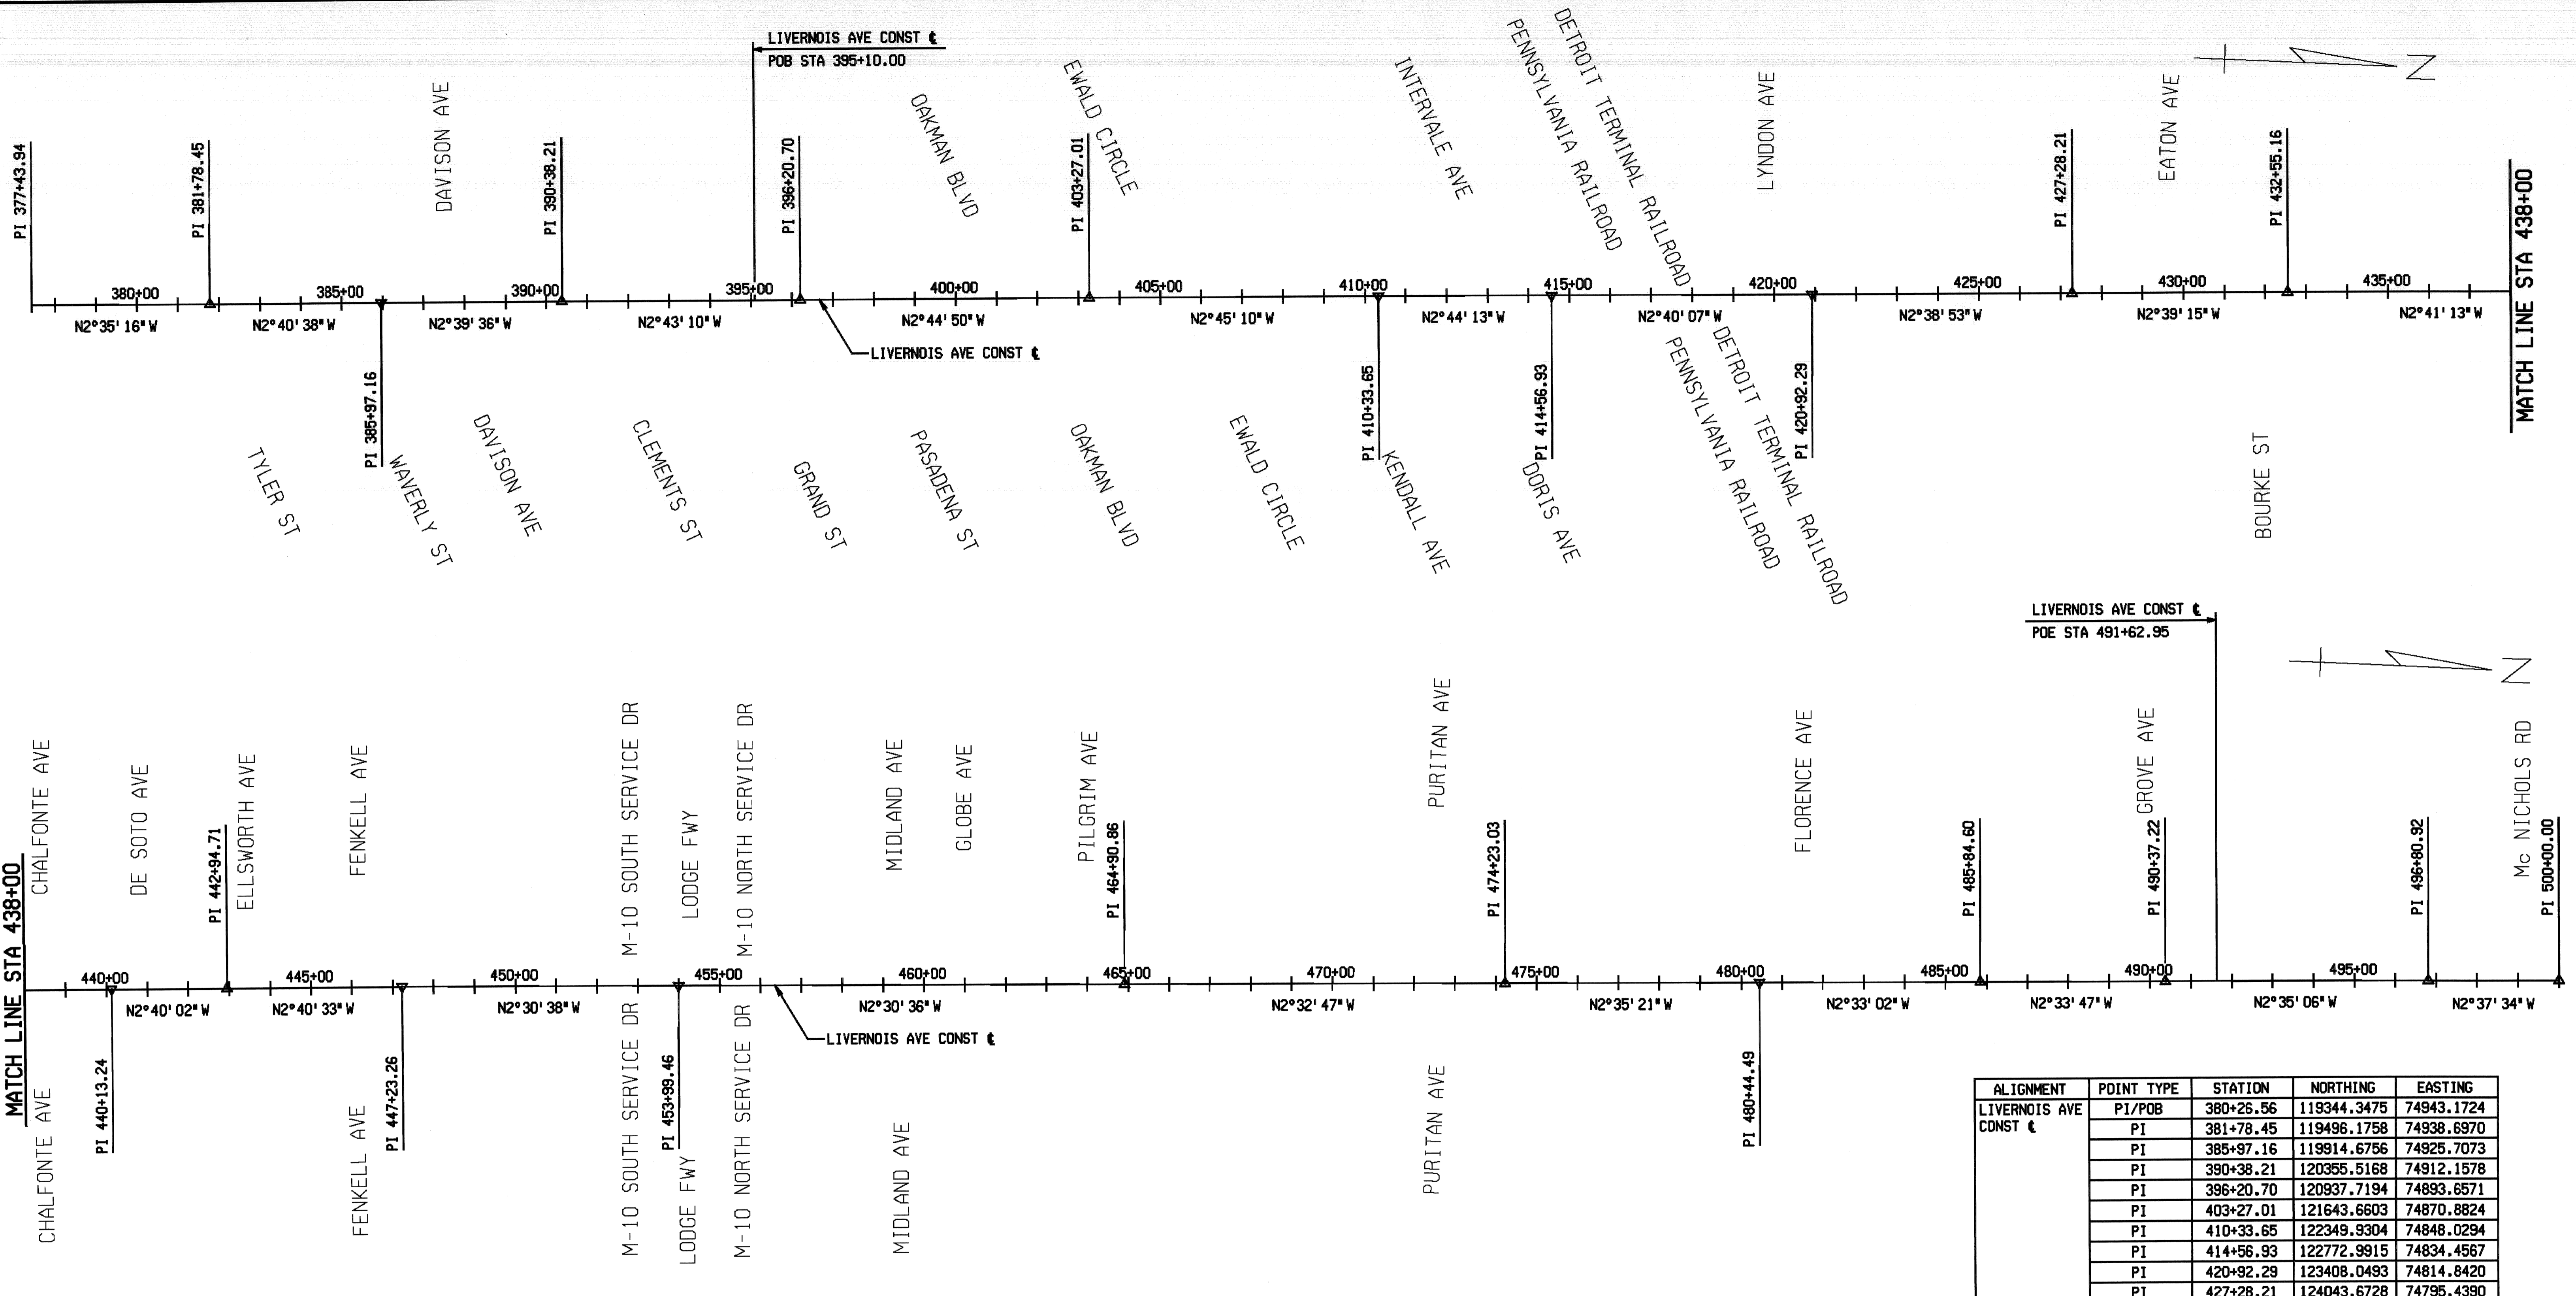 LIVERNOIS AVE CONST ℄
POB STA 395+10.00
PI 377+43.94
PI 381+78.45
DAVISON AVE
PI 390+38.21
PI 396+20.70
OAKMAN BLVD
PI 403+27.01
EWALD CIRCLE
INTERVALE AVE
PENNSYLVANIA RAILROAD
DETROIT TERMINAL RAILROAD
LYNDON AVE
PI 427+28.21
EATON AVE
PI 432+55.16
N
MATCH LINE STA 438+00
380+00
385+00
390+00
395+00
400+00
405+00
410+00
415+00
420+00
425+00
430+00
435+00
N2°35'16"W
N2°40'38"W
N2°39'36"W
N2°43'10"W
N2°44'50"W
N2°45'10"W
N2°44'13"W
N2°40'07"W
N2°38'53"W
N2°39'15"W
N2°41'13"W
LIVERNOIS AVE CONST ℄
TYLER ST
PI 385+97.16
WAVERLY ST
DAVISON AVE
CLEMENTS ST
GRAND ST
PASADENA ST
OAKMAN BLVD
EWALD CIRCLE
PI 410+33.65
KENDALL AVE
PI 414+56.93
DORIS AVE
PENNSYLVANIA RAILROAD
DETROIT TERMINAL RAILROAD
PI 420+92.29
BOURKE ST
LIVERNOIS AVE CONST ℄
POE STA 491+62.95
N
MATCH LINE STA 438+00
CHALFONTE AVE
DE SOTO AVE
PI 442+94.71
ELLSWORTH AVE
FENKELL AVE
M-10 SOUTH SERVICE DR
LODGE FWY
M-10 NORTH SERVICE DR
MIDLAND AVE
GLOBE AVE
PILGRIM AVE
PI 464+90.86
PURITAN AVE
PI 474+23.03
FLORENCE AVE
PI 485+84.60
GROVE AVE
PI 490+37.22
PI 496+80.92
Mc NICHOLS RD
PI 500+00.00
440+00
445+00
450+00
455+00
460+00
465+00
470+00
475+00
480+00
485+00
490+00
495+00
N2°40'02"W
N2°40'33"W
N2°30'38"W
N2°30'36"W
N2°32'47"W
N2°35'21"W
N2°33'02"W
N2°33'47"W
N2°35'06"W
N2°37'34"W
LIVERNOIS AVE CONST ℄
CHALFONTE AVE
PI 440+13.24
FENKELL AVE
PI 447+23.26
M-10 SOUTH SERVICE DR
PI 453+99.46
LODGE FWY
M-10 NORTH SERVICE DR
MIDLAND AVE
PURITAN AVE
PI 480+44.49
ALIGNMENT POINT TYPE STATION NORTHING EASTING
LIVERNOIS AVE PI/POB 380+26.56 119344.3475 74943.1724
CONST ℄ PI 381+78.45 119496.1758 74938.6970
PI 385+97.16 119914.6756 74925.7073
PI 390+38.21 120355.5168 74912.1578
PI 396+20.70 120937.7194 74893.6571
PI 403+27.01 121643.6603 74870.8824
PI 410+33.65 122349.9304 74848.0294
PI 414+56.93 122772.9915 74834.4567
PI 420+92.29 123408.0493 74814.8420
PI 427+28.21 124043.6728 74795.4390